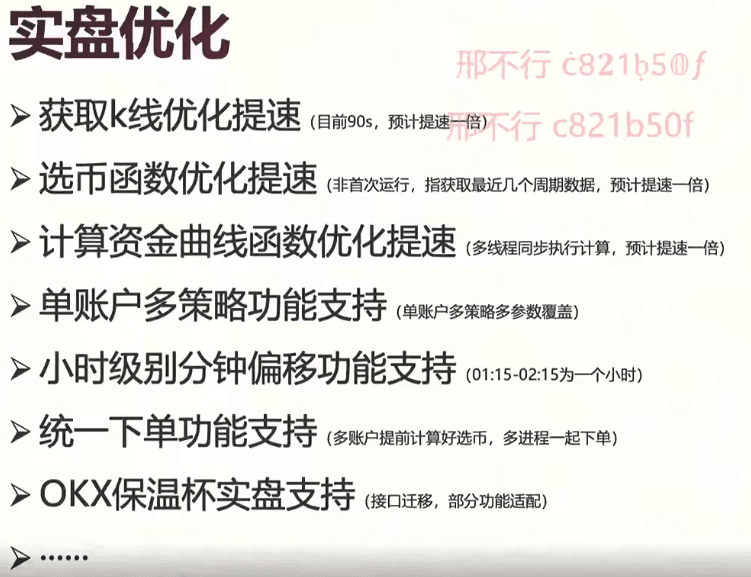 实盘优化
邢不行 ċ821ḅ5𝟘ƒ
➢ 获取k线优化提速（目前90s，预计提速一倍）
邢不行 c821b50f
➢ 选币函数优化提速（非首次运行，指获取最近几个周期数据，预计提速一倍）
➢ 计算资金曲线函数优化提速（多线程同步执行计算，预计提速一倍）
➢ 单账户多策略功能支持（单账户多策略多参数覆盖）
➢ 小时级别分钟偏移功能支持（01:15-02:15为一个小时）
➢ 统一下单功能支持（多账户提前计算好选币，多进程一起下单）
➢ OKX保温杯实盘支持（接口迁移，部分功能适配）
➢ ……